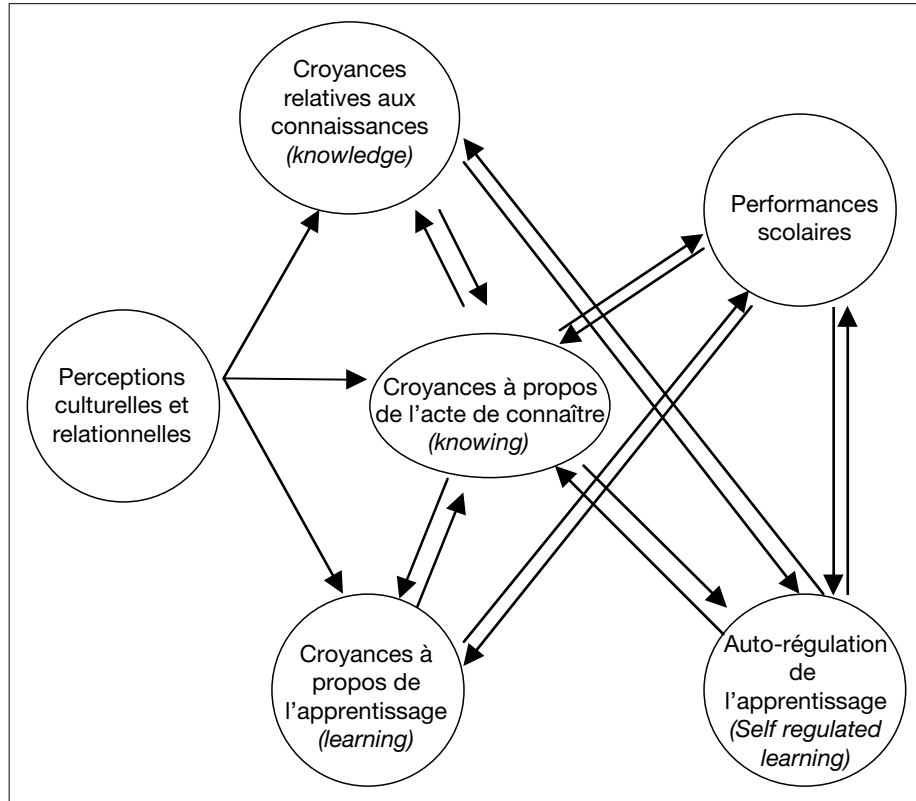 Croyances
relatives aux
connaissances
(knowledge)
Performances
scolaires
Perceptions
culturelles et
relationnelles
Croyances à propos
de l'acte de connaître
(knowing)
Croyances à
propos de
l'apprentissage
(learning)
Auto-régulation
de
l'apprentissage
(Self regulated
learning)